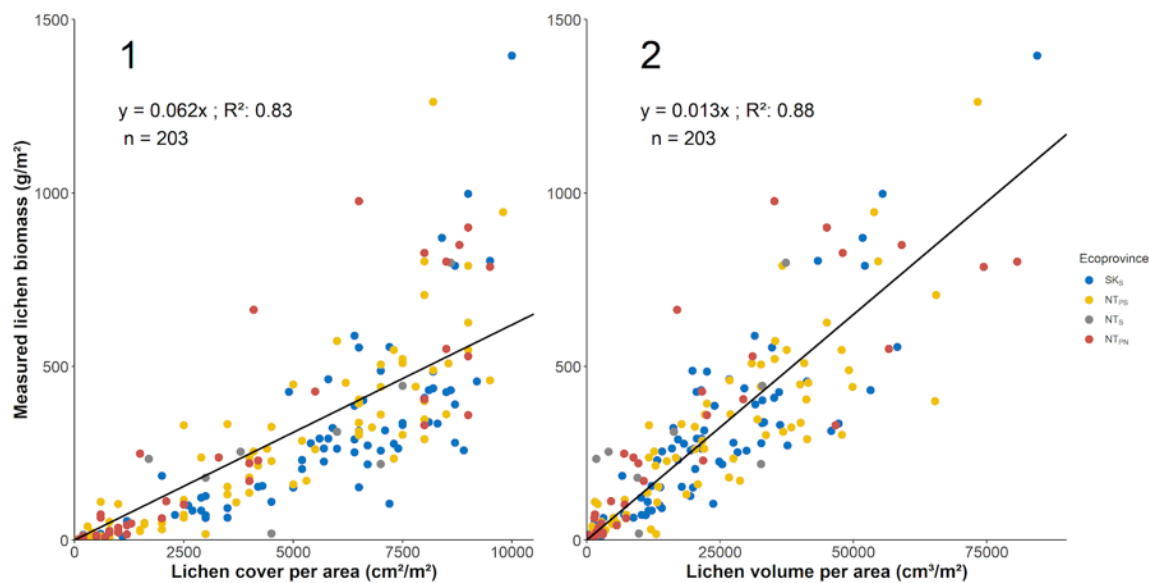 1
y = 0.062x ; R²: 0.83
n = 203
Measured lichen biomass (g/m²)
1500
1000
500
0
0
2500
5000
7500
10000
Lichen cover per area (cm²/m²)
2
y = 0.013x ; R²: 0.88
n = 203
1500
1000
500
0
0
25000
50000
75000
Lichen volume per area (cm³/m²)
Ecoprovince
SKS
NTPS
NTS
NTPN